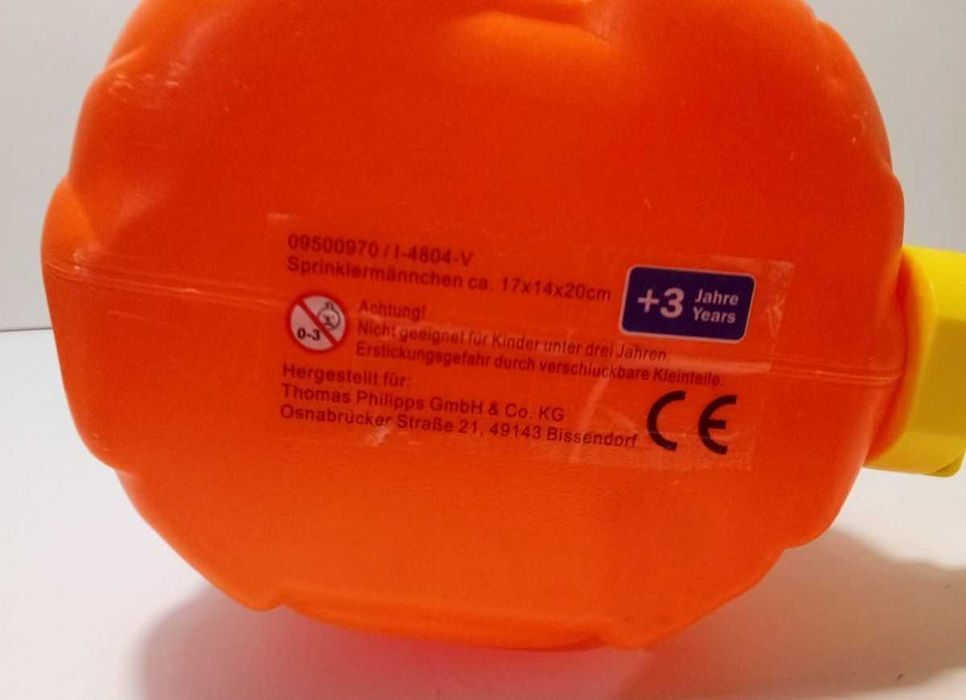 09500970 / I-4804-V
Sprinklermännchen ca. 17x14x20cm
+3 Jahre
Years
0-3
Achtung!
Nicht geeignet für Kinder unter drei Jahren.
Erstickungsgefahr durch verschluckbare Kleinteile.
Hergestellt für:
Thomas Philipps GmbH & Co. KG
Osnabrücker Straße 21, 49143 Bissendorf
CE